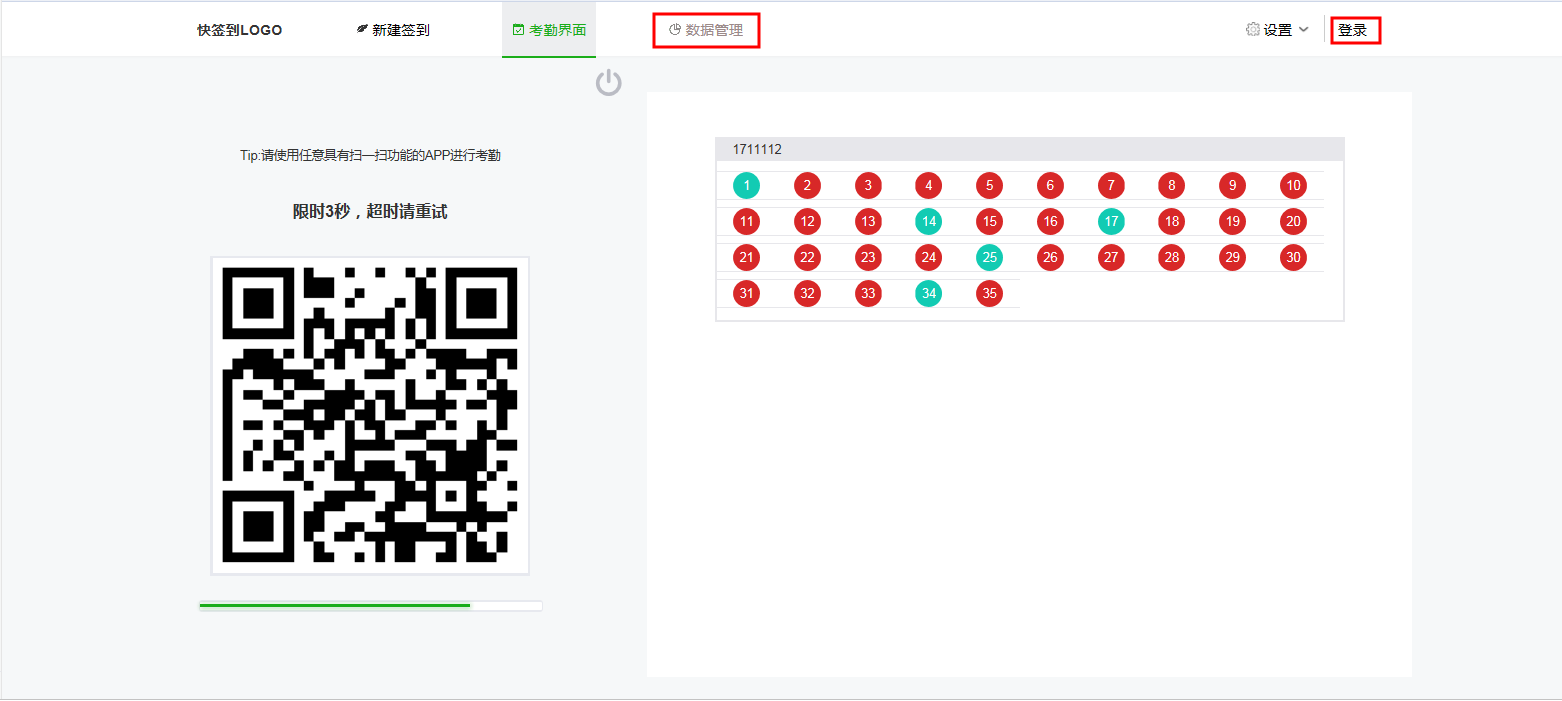 快签到LOGO 新建签到 考勤界面 数据管理 设置 登录
Tip:请使用任意具有扫一扫功能的APP进行考勤
限时3秒，超时请重试
1711112
1 2 3 4 5 6 7 8 9 10
11 12 13 14 15 16 17 18 19 20
21 22 23 24 25 26 27 28 29 30
31 32 33 34 35